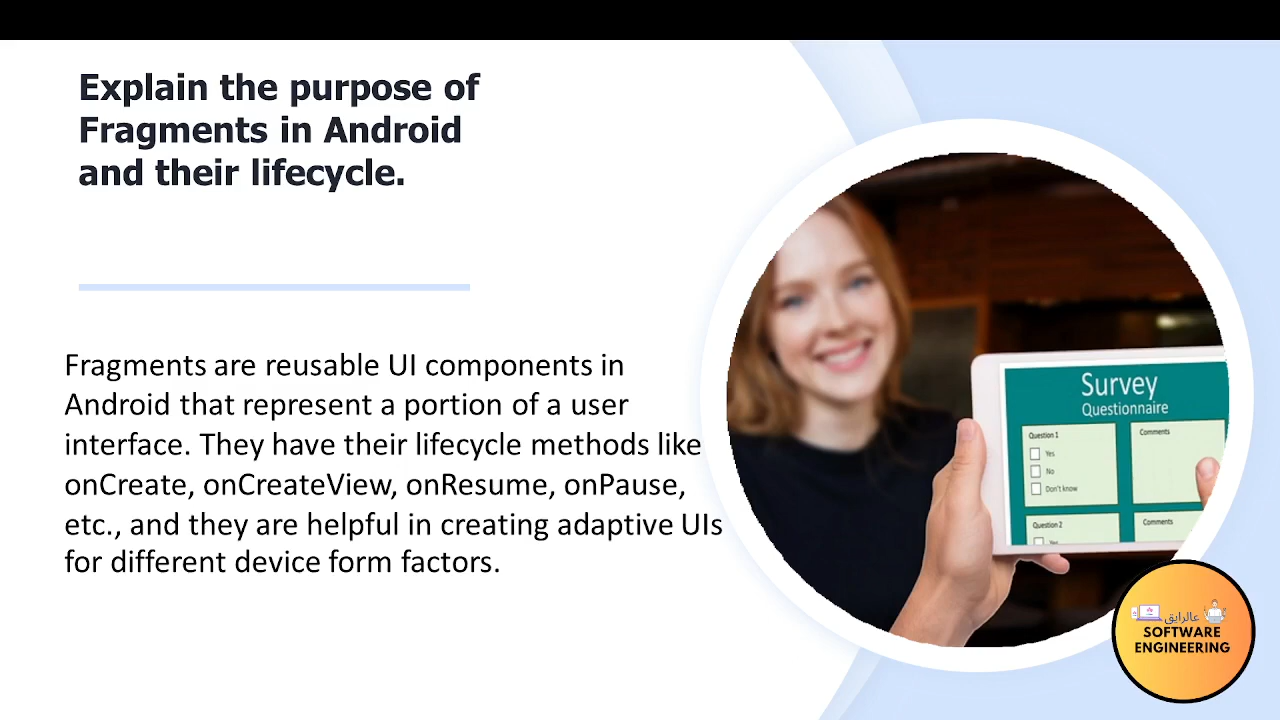 Explain the purpose of
Fragments in Android
and their lifecycle.
Fragments are reusable UI components in
Android that represent a portion of a user
interface. They have their lifecycle methods like
onCreate, onCreateView, onResume, onPause,
etc., and they are helpful in creating adaptive UIs
for different device form factors.
Survey
Questionnaire
Question 1
Yes
No
Don't know
Comments
Question 2
Yes
Comments
عالرايق
SOFTWARE
ENGINEERING